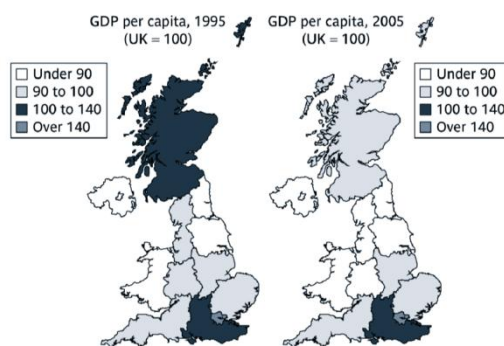 GDP per capita, 1995
(UK = 100)
Under 90
90 to 100
100 to 140
Over 140
GDP per capita, 2005
(UK = 100)
Under 90
90 to 100
100 to 140
Over 140